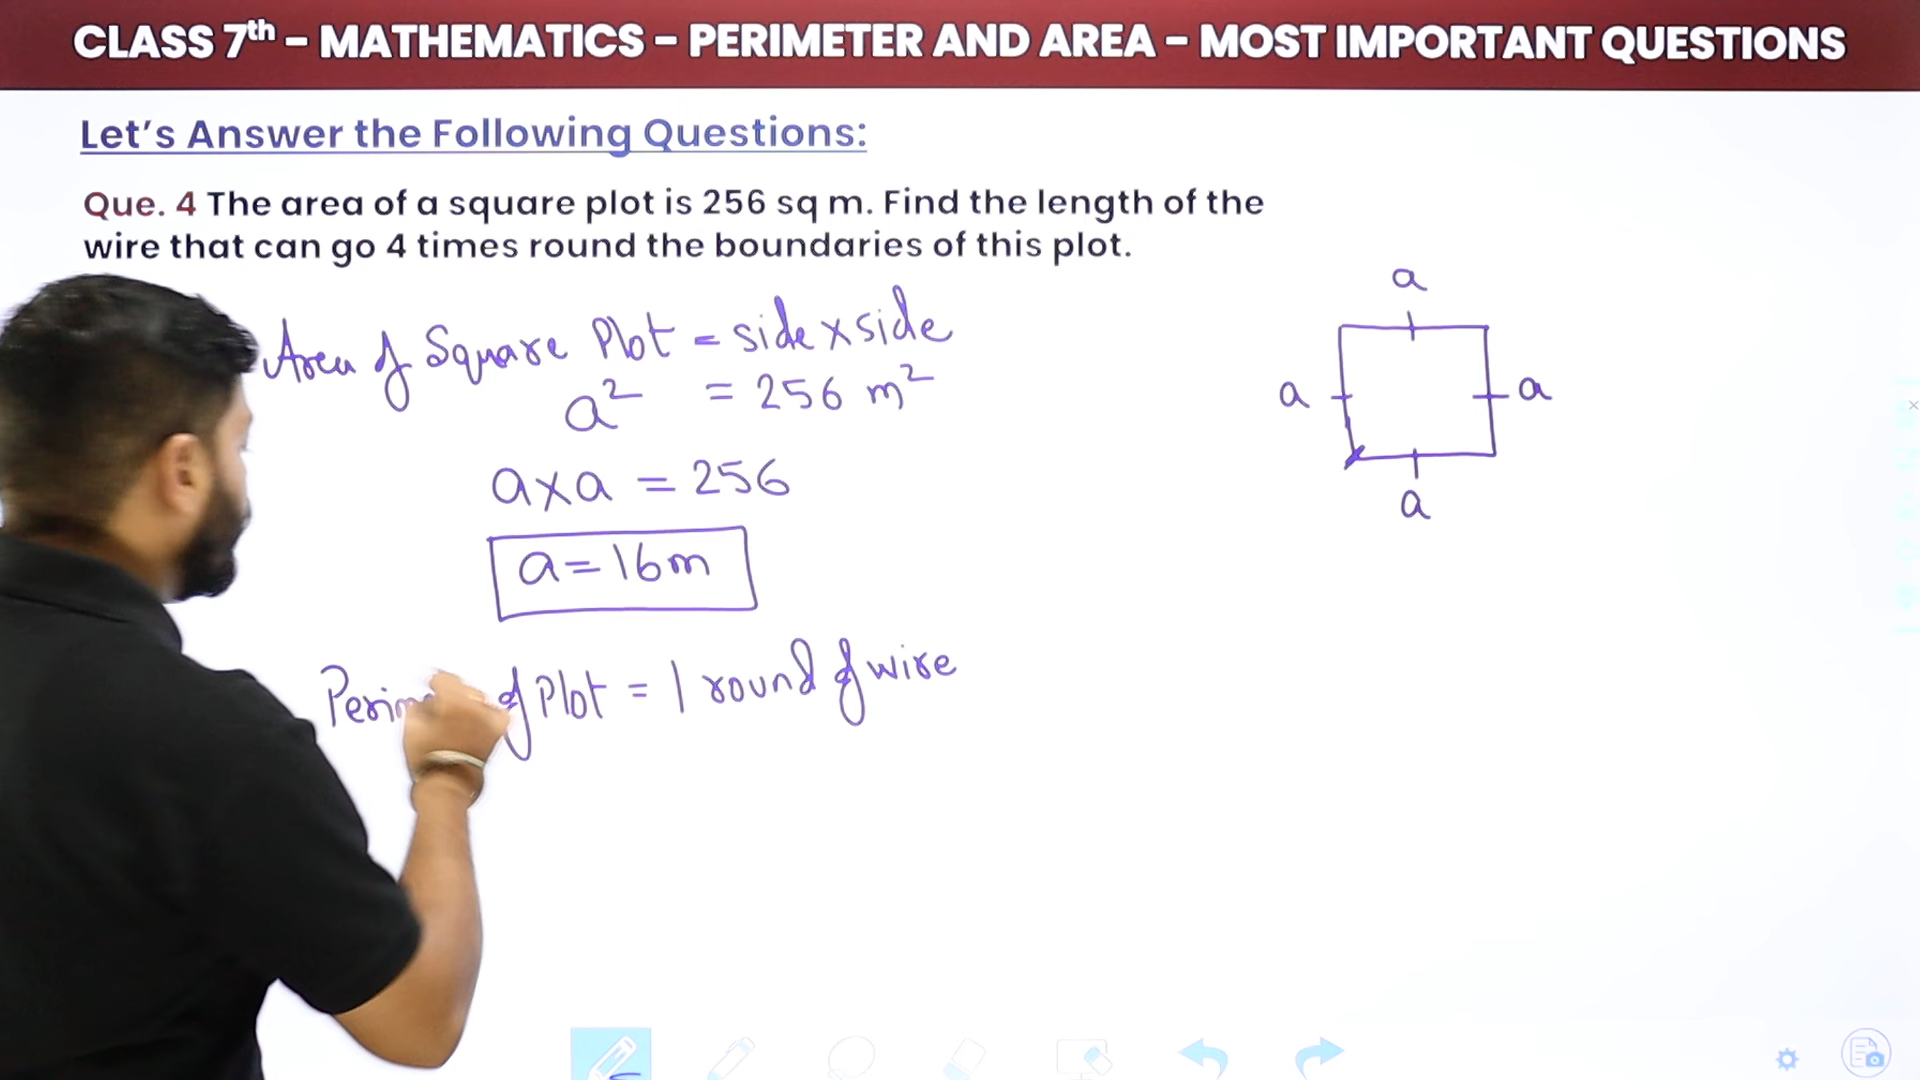 CLASS 7th – MATHEMATICS – PERIMETER AND AREA – MOST IMPORTANT QUESTIONS
Let's Answer the Following Questions:
Que. 4 The area of a square plot is 256 sq m. Find the length of the
wire that can go 4 times round the boundaries of this plot.
Area of Square Plot = side × side
a² = 256 m²
a × a = 256
a = 16m
of Plot = 1 round of wire
a
a
a
a